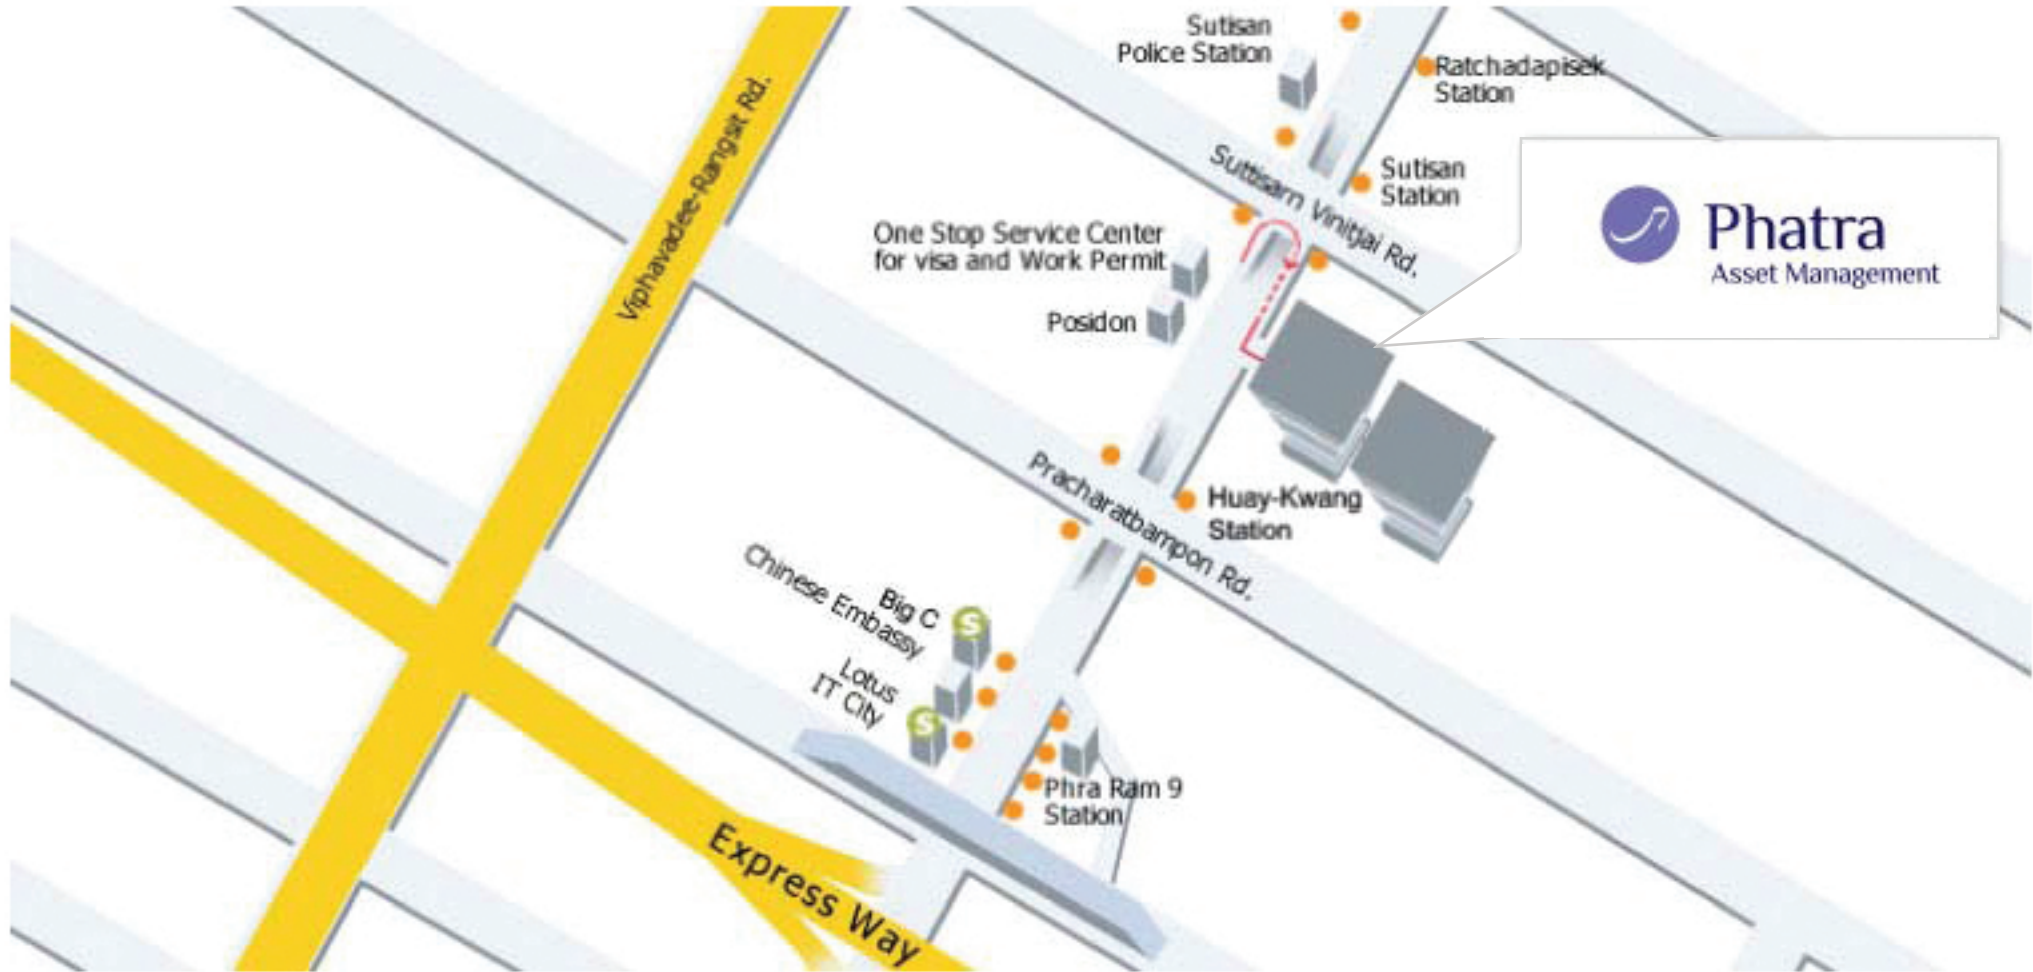 Sutisan
Police Station
Ratchadapisek
Station
Sutisan
Station
Phatra
Asset Management
Viphavadee-Rangsit Rd.
Suttisarn Vinitjai Rd.
One Stop Service Center
for visa and Work Permit
Posidon
Pracharatbampon Rd.
Huay-Kwang
Station
Big C
Chinese Embassy
Lotus
IT City
S
S
Phra Ram 9
Station
Express Way